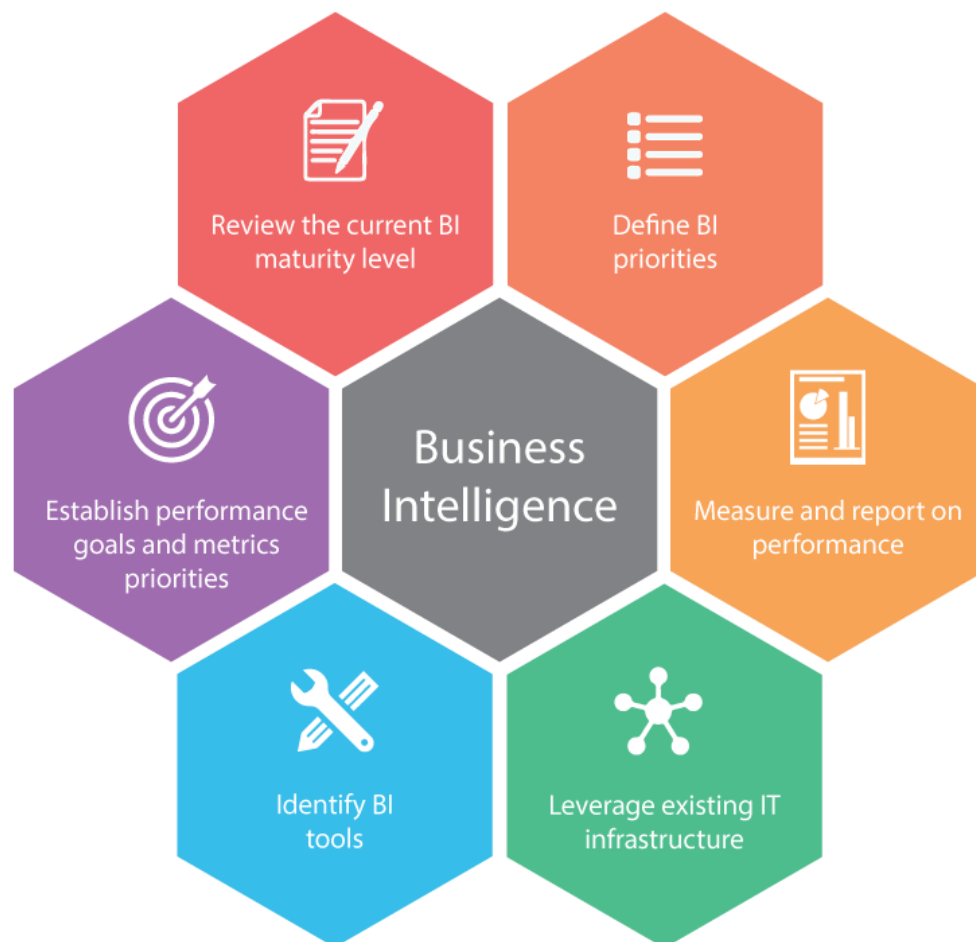 Review the current BI
maturity level
Define BI
priorities
Establish performance
goals and metrics
priorities
Business
Intelligence
Measure and report on
performance
Identify BI
tools
Leverage existing IT
infrastructure